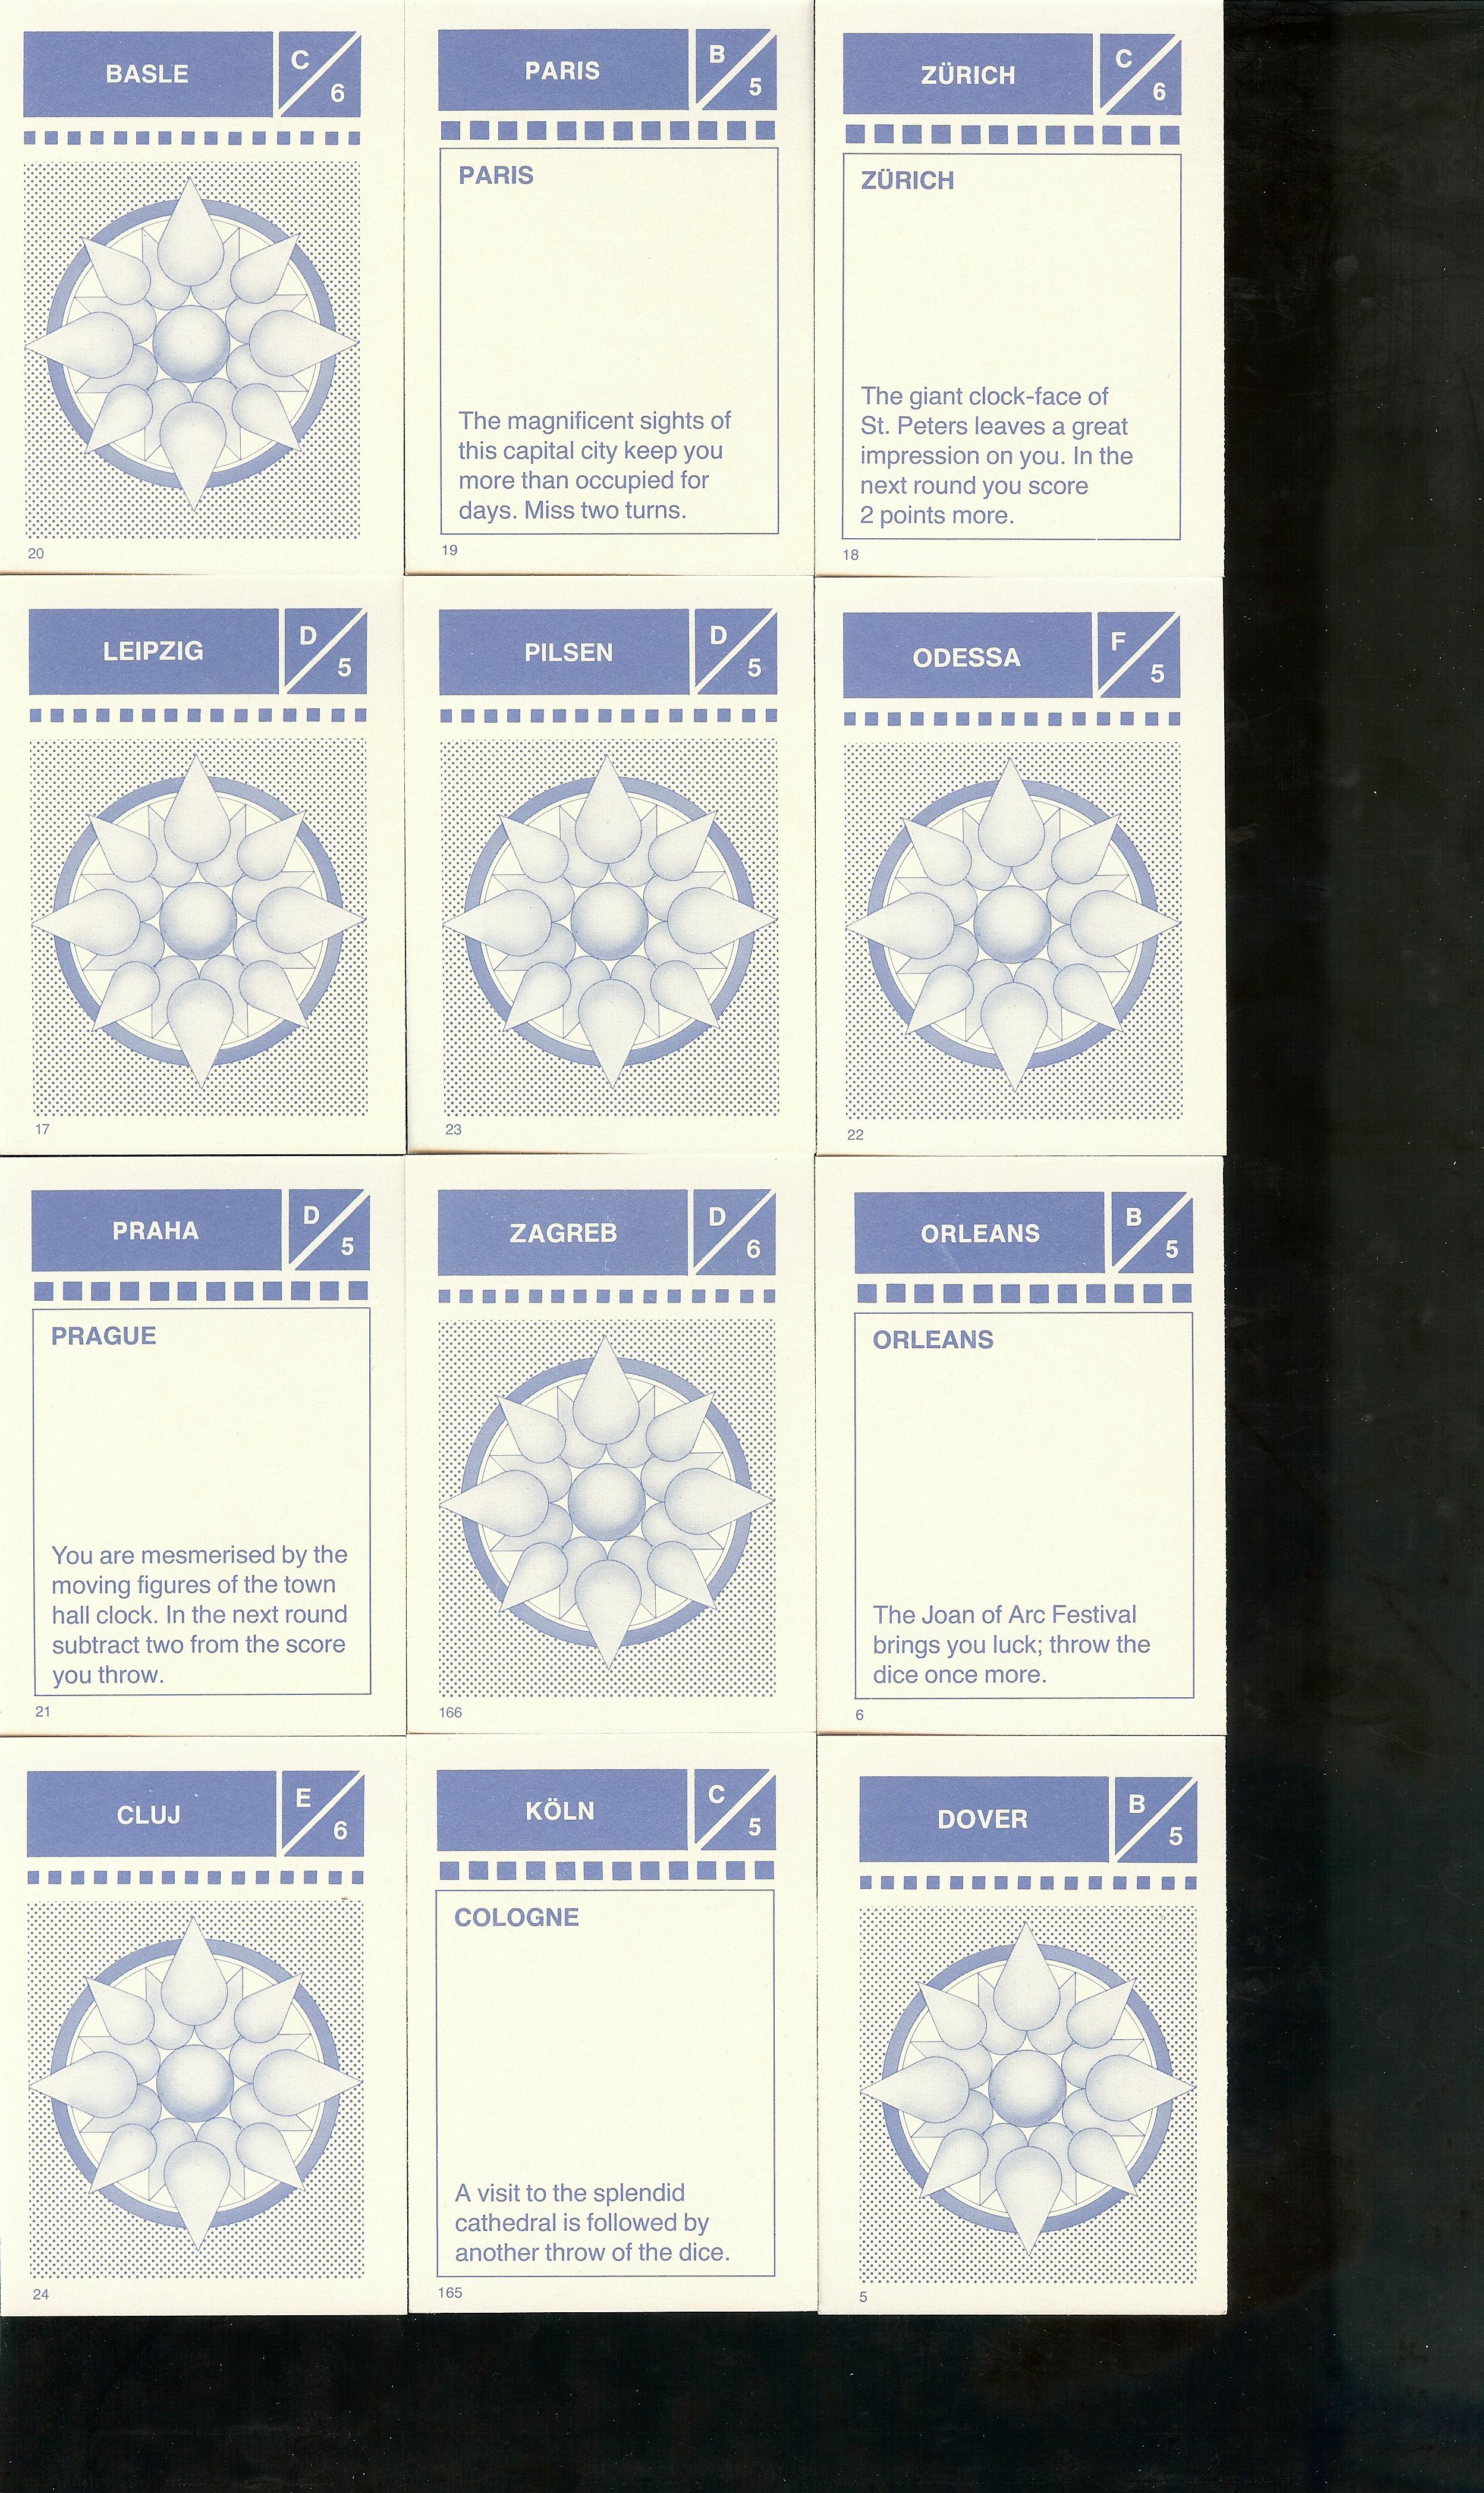 BASLE
C
6
20
PARIS
B
5
PARIS
The magnificent sights of
this capital city keep you
more than occupied for
days. Miss two turns.
19
ZÜRICH
C
6
ZÜRICH
The giant clock-face of
St. Peters leaves a great
impression on you. In the
next round you score
2 points more.
18
LEIPZIG
D
5
17
PILSEN
D
5
23
ODESSA
F
5
22
PRAHA
D
5
PRAGUE
You are mesmerised by the
moving figures of the town
hall clock. In the next round
subtract two from the score
you throw.
21
ZAGREB
D
6
166
ORLEANS
B
5
ORLEANS
The Joan of Arc Festival
brings you luck; throw the
dice once more.
6
CLUJ
E
6
24
KÖLN
C
5
COLOGNE
A visit to the splendid
cathedral is followed by
another throw of the dice.
165
DOVER
B
5
5